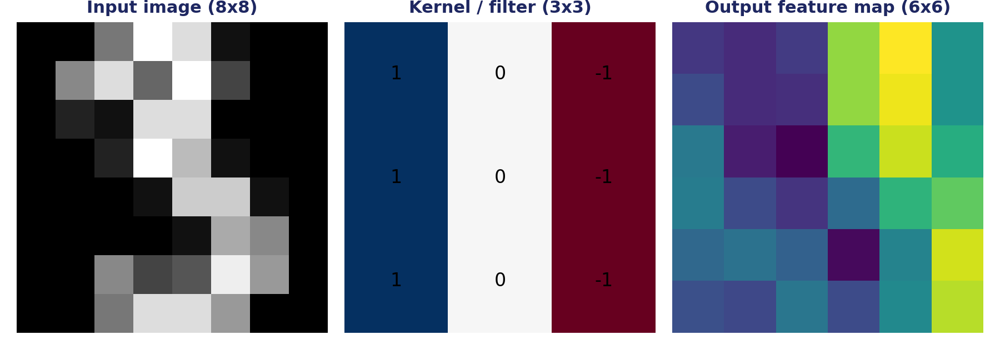 Input image (8x8) Kernel / filter (3x3) Output feature map (6x6)
1 0 -1
1 0 -1
1 0 -1